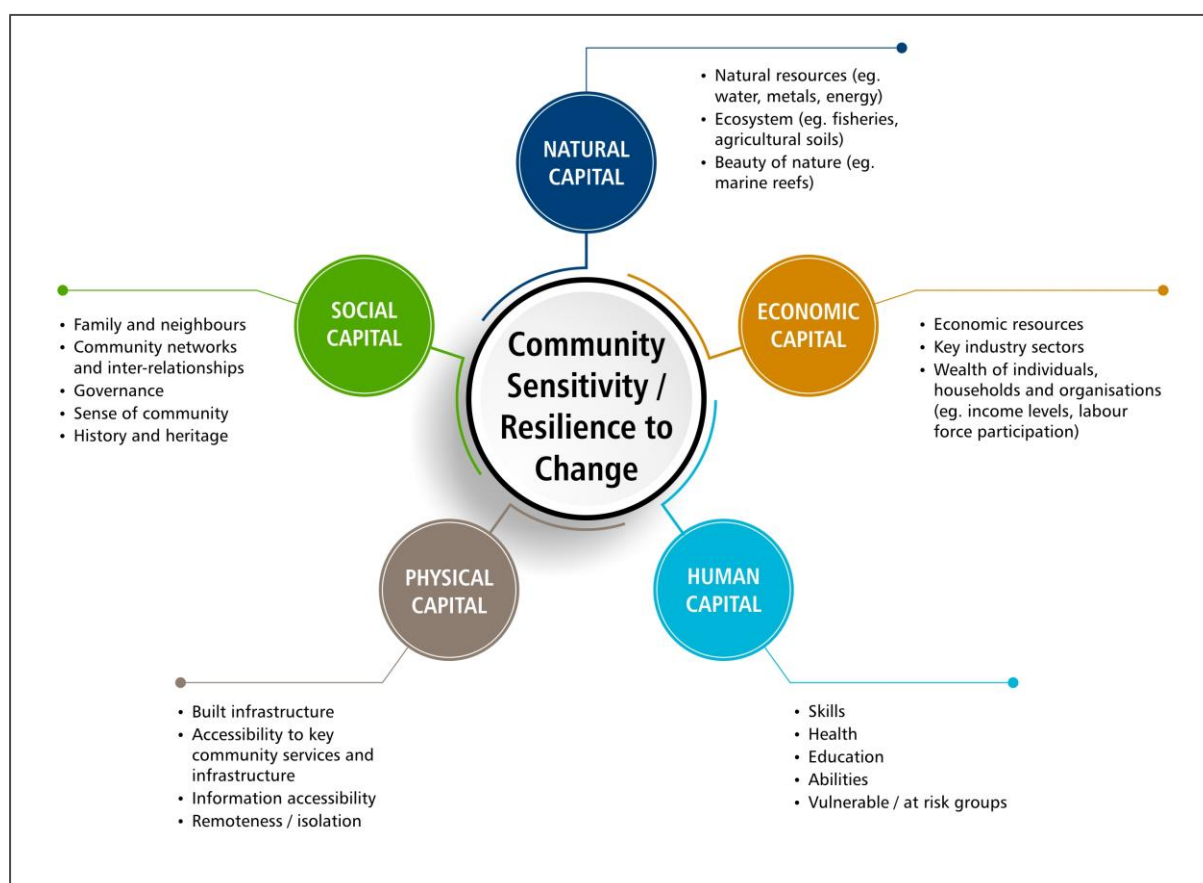 NATURAL
CAPITAL
• Natural resources (eg.
water, metals, energy)
• Ecosystem (eg. fisheries,
agricultural soils)
• Beauty of nature (eg.
marine reefs)
SOCIAL
CAPITAL
• Family and neighbours
• Community networks
and inter-relationships
• Governance
• Sense of community
• History and heritage
Community
Sensitivity /
Resilience to
Change
ECONOMIC
CAPITAL
• Economic resources
• Key industry sectors
• Wealth of individuals,
households and organisations
(eg. income levels, labour
force participation)
PHYSICAL
CAPITAL
• Built infrastructure
• Accessibility to key
community services and
infrastructure
• Information accessibility
• Remoteness / isolation
HUMAN
CAPITAL
• Skills
• Health
• Education
• Abilities
• Vulnerable / at risk groups